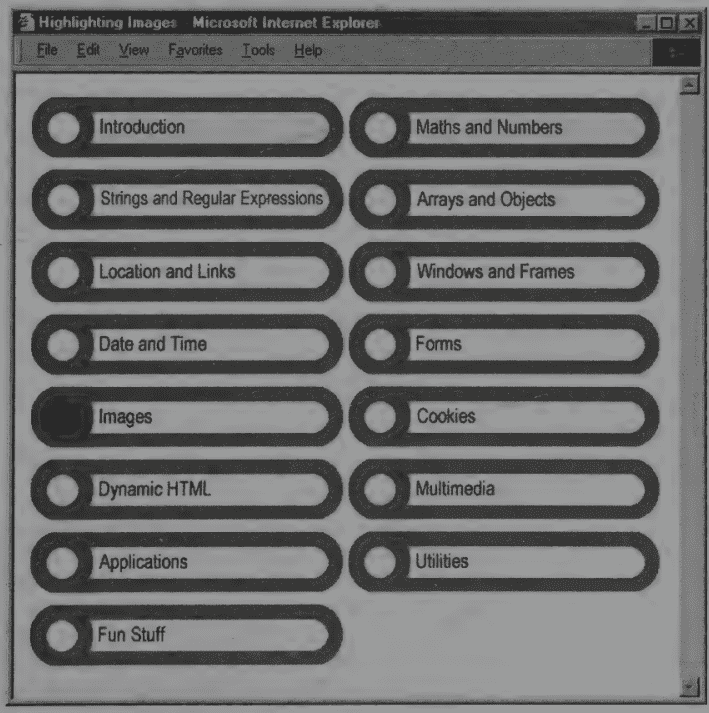 Highlighting Images - Microsoft Internet Explorer
File Edit View Favorites Tools Help
Introduction
Maths and Numbers
Strings and Regular Expressions
Arrays and Objects
Location and Links
Windows and Frames
Date and Time
Forms
Images
Cookies
Dynamic HTML
Multimedia
Applications
Utilities
Fun Stuff